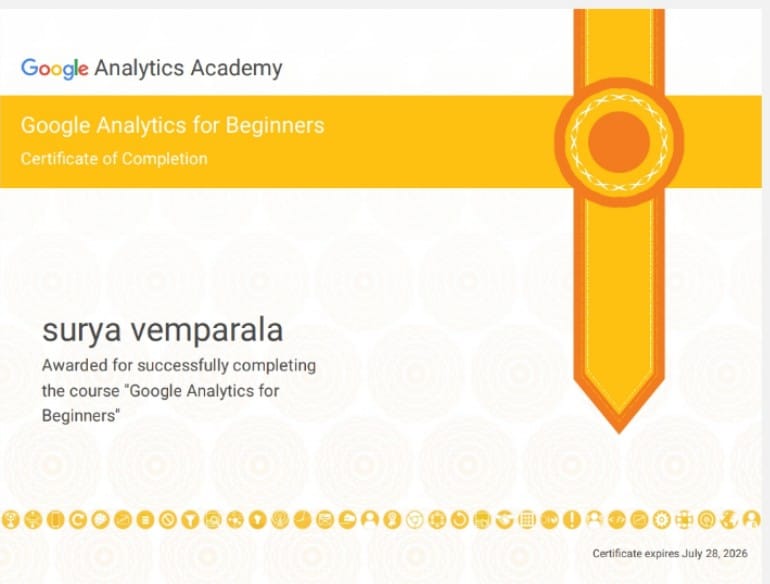 Google Analytics Academy
Google Analytics for Beginners
Certificate of Completion
surya vemparala
Awarded for successfully completing
the course "Google Analytics for
Beginners"
Certificate expires July 28, 2026